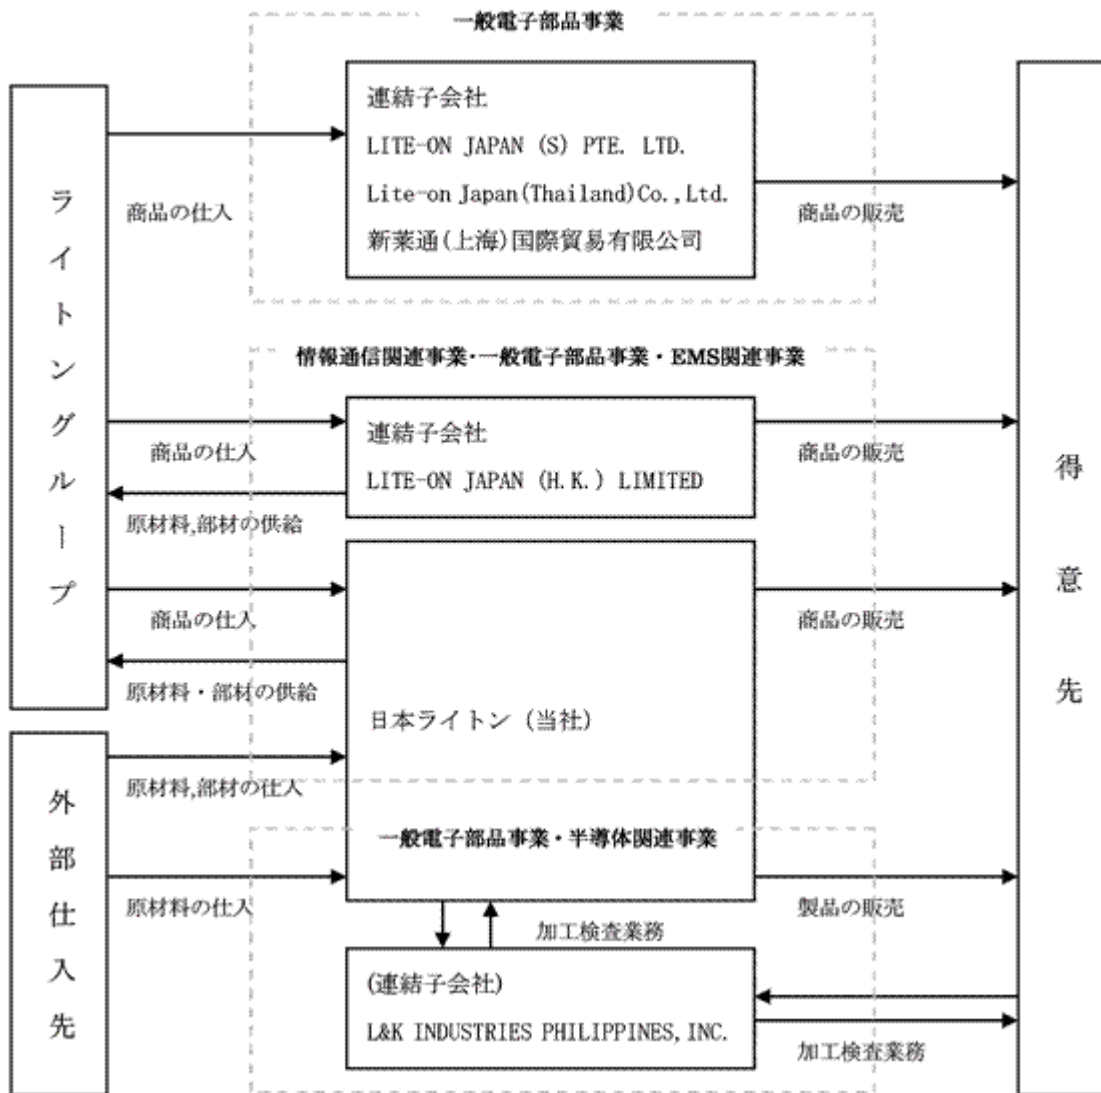 一般電子部品事業
連結子会社
LITE-ON JAPAN (S) PTE. LTD.
Lite-on Japan(Thailand)Co.,Ltd.
新莱通(上海)国際貿易有限公司
商品の仕入
商品の販売
ライトングループ
情報通信関連事業・一般電子部品事業・EMS関連事業
連結子会社
LITE-ON JAPAN (H.K.) LIMITED
商品の仕入
商品の販売
原材料,部材の供給
得意先
商品の仕入
商品の販売
原材料・部材の供給
日本ライトン (当社)
外部仕入先
原材料,部材の仕入
一般電子部品事業・半導体関連事業
原材料の仕入
製品の販売
加工検査業務
(連結子会社)
L&K INDUSTRIES PHILIPPINES, INC.
加工検査業務